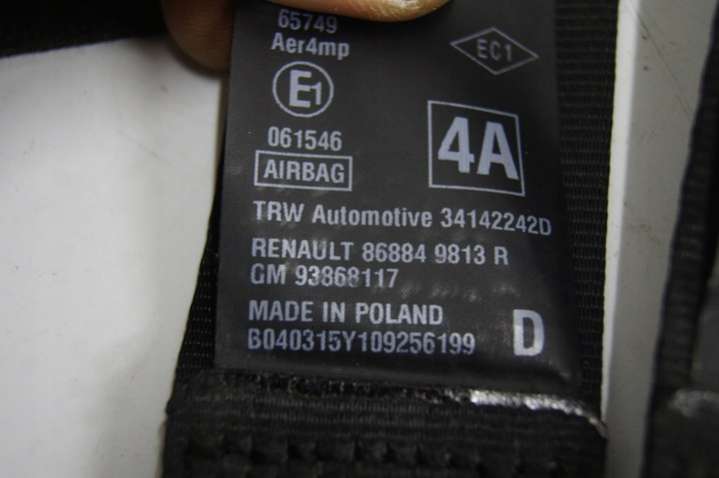 65749
Aer4mp
EC1
E1
061546
4A
AIRBAG
TRW Automotive 34142242D
RENAULT 86884 9813 R
GM 93868117
MADE IN POLAND
B040315Y109256199
D